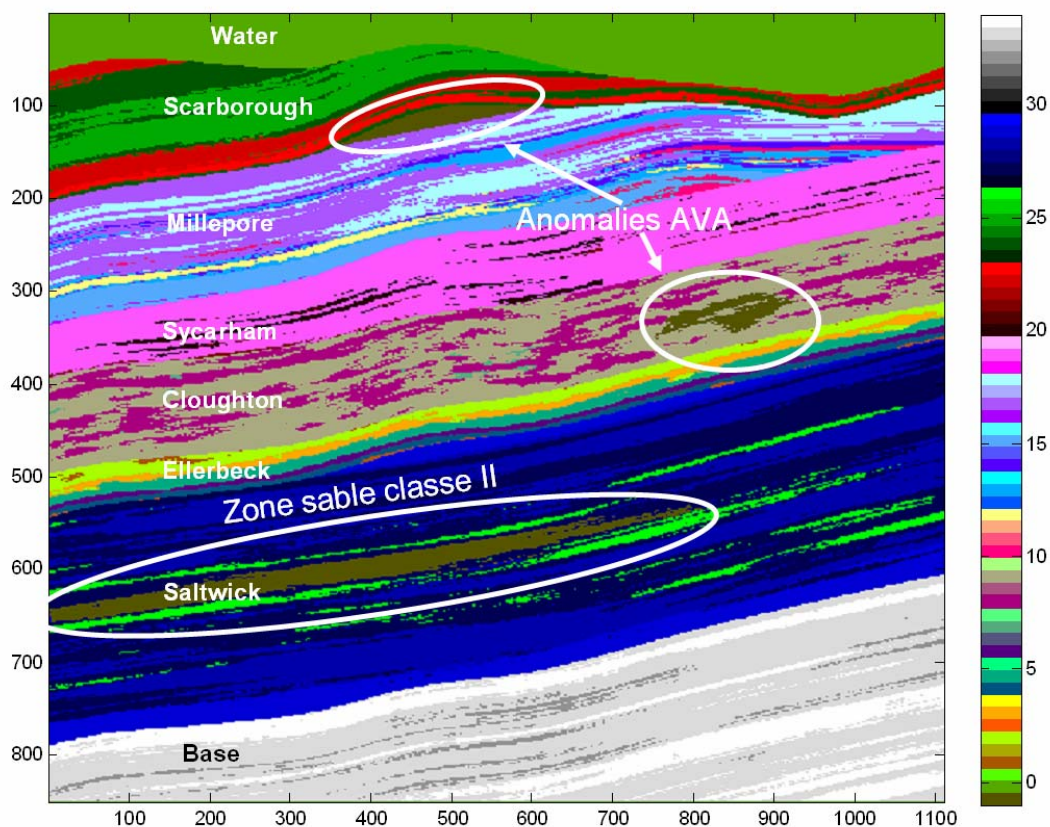 Water
Scarborough
Millepore
Anomalies AVA
Sycarham
Cloughton
Ellerbeck
Zone sable classe II
Saltwick
Base
100
200
300
400
500
600
700
800
100 200 300 400 500 600 700 800 900 1000 1100
30
25
20
15
10
5
0